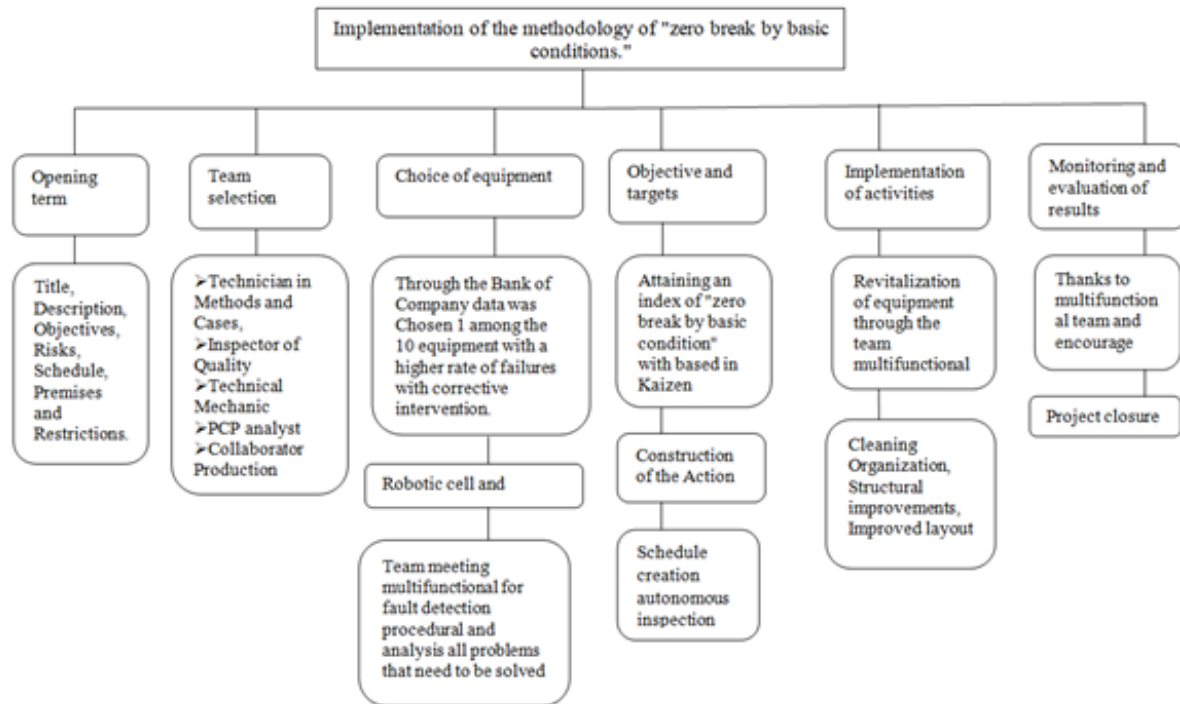 Implementation of the methodology of "zero break by basic
conditions."
Opening
term
Team
selection
Choice of equipment
Objective and
targets
Implementation
of activities
Monitoring and
evaluation of
results
Title,
Description,
Objectives,
Risks,
Schedule,
Premises
and
Restrictions.
➢Technician in
Methods and
Cases,
➢Inspector of
Quality
➢Technical
Mechanic
➢PCP analyst
➢Collaborator
Production
Through the Bank of
Company data was
Chosen 1 among the
10 equipment with a
higher rate of failures
with corrective
intervention.
Robotic cell and
Team meeting
multifunctional for
fault detection
procedural and
analysis all problems
that need to be solved
Attaining an
index of "zero
break by basic
condition"
with based in
Kaizen
Construction
of the Action
Schedule
creation
autonomous
inspection
Revitalization
of equipment
through the
team
multifunctional
Cleaning
Organization,
Structural
improvements,
Improved layout
Thanks to
multifunction
al team and
encourage
Project closure